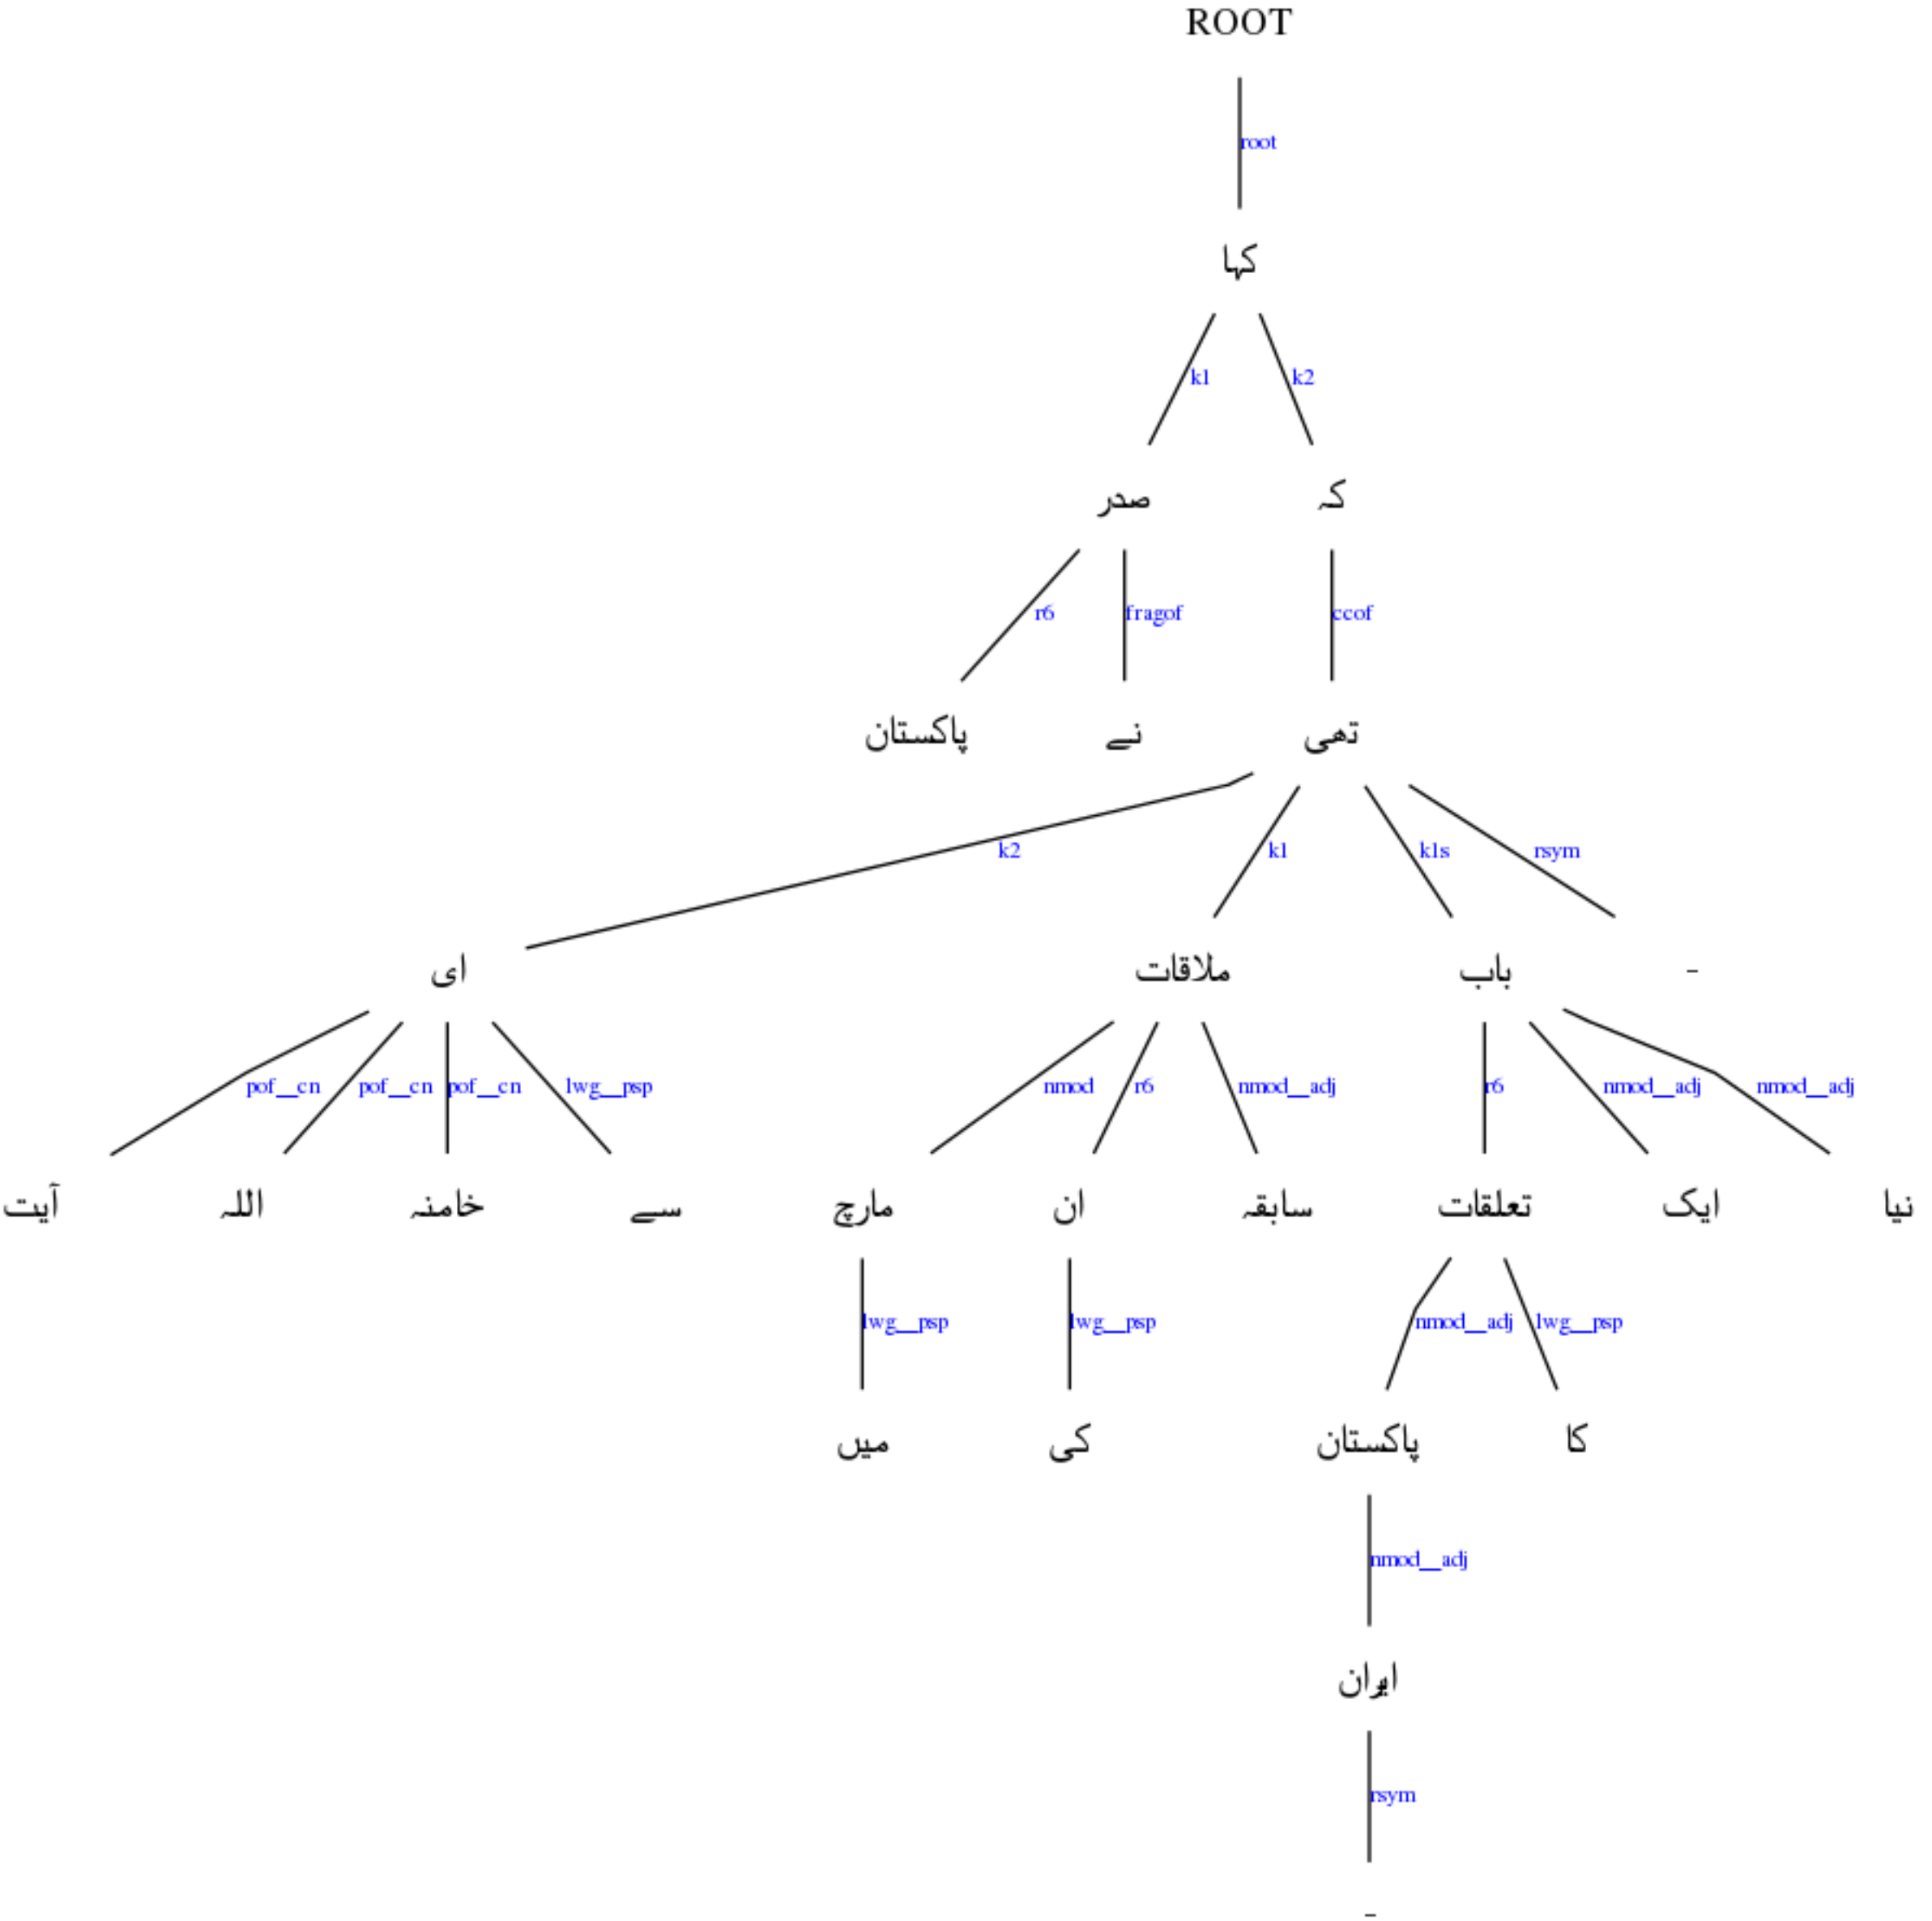 ROOT
root
کہا
k1 k2
صدر کہ
r6 fragof ccof
پاکستان نے تھی
k2 k1 k1s rsym
ای ملاقات باب -
pof__cn pof__cn pof__cn lwg__psp nmod r6 nmod__adj r6 nmod__adj nmod__adj
آیت اللہ خامنہ سے مارچ ان سابقہ تعلقات ایک نیا
lwg__psp lwg__psp nmod__adj lwg__psp
میں کی پاکستان کا
nmod__adj
ایران
rsym
-